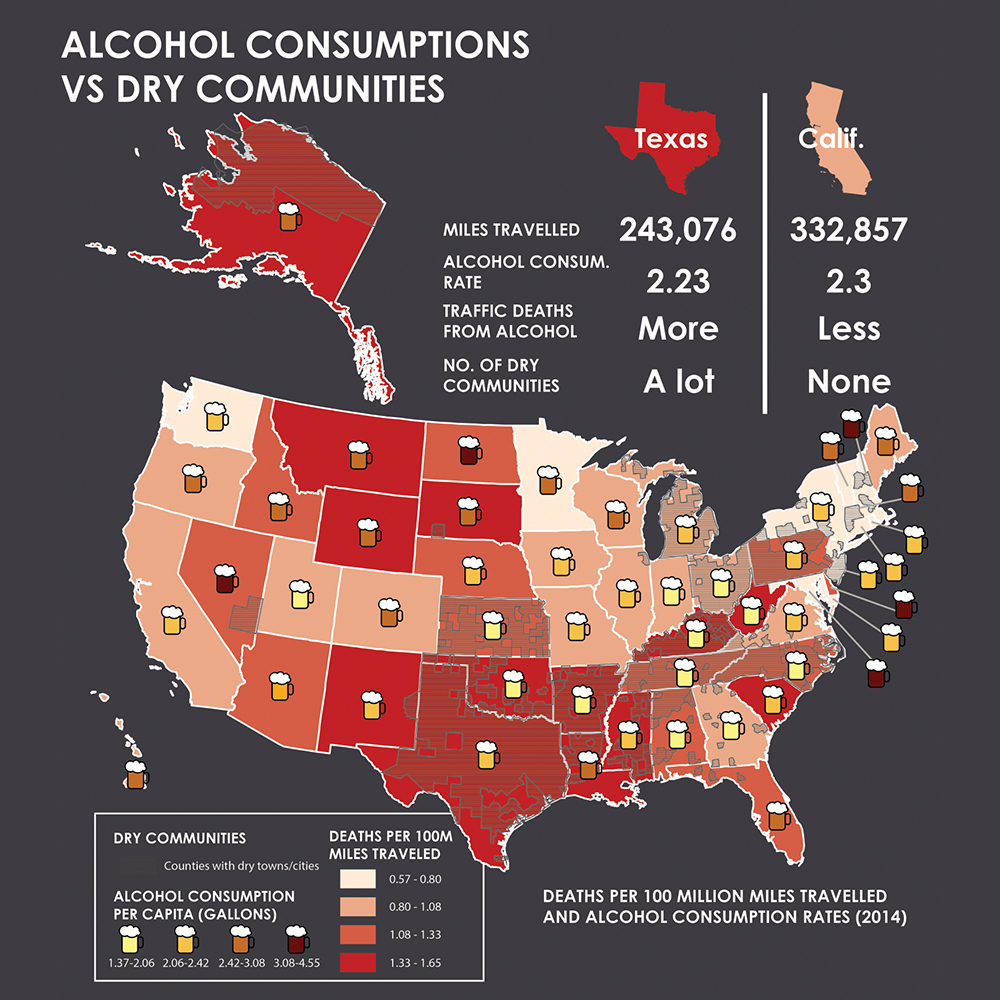 ALCOHOL CONSUMPTIONS
VS DRY COMMUNITIES
Texas
Calif.
MILES TRAVELLED
243,076
332,857
ALCOHOL CONSUM.
RATE
2.23
2.3
TRAFFIC DEATHS
FROM ALCOHOL
More
Less
NO. OF DRY
COMMUNITIES
A lot
None
DRY COMMUNITIES
Counties with dry towns/cities
ALCOHOL CONSUMPTION
PER CAPITA (GALLONS)
1.37-2.06
2.06-2.42
2.42-3.08
3.08-4.55
DEATHS PER 100M
MILES TRAVELED
0.57 - 0.80
0.80 - 1.08
1.08 - 1.33
1.33 - 1.65
DEATHS PER 100 MILLION MILES TRAVELLED
AND ALCOHOL CONSUMPTION RATES (2014)